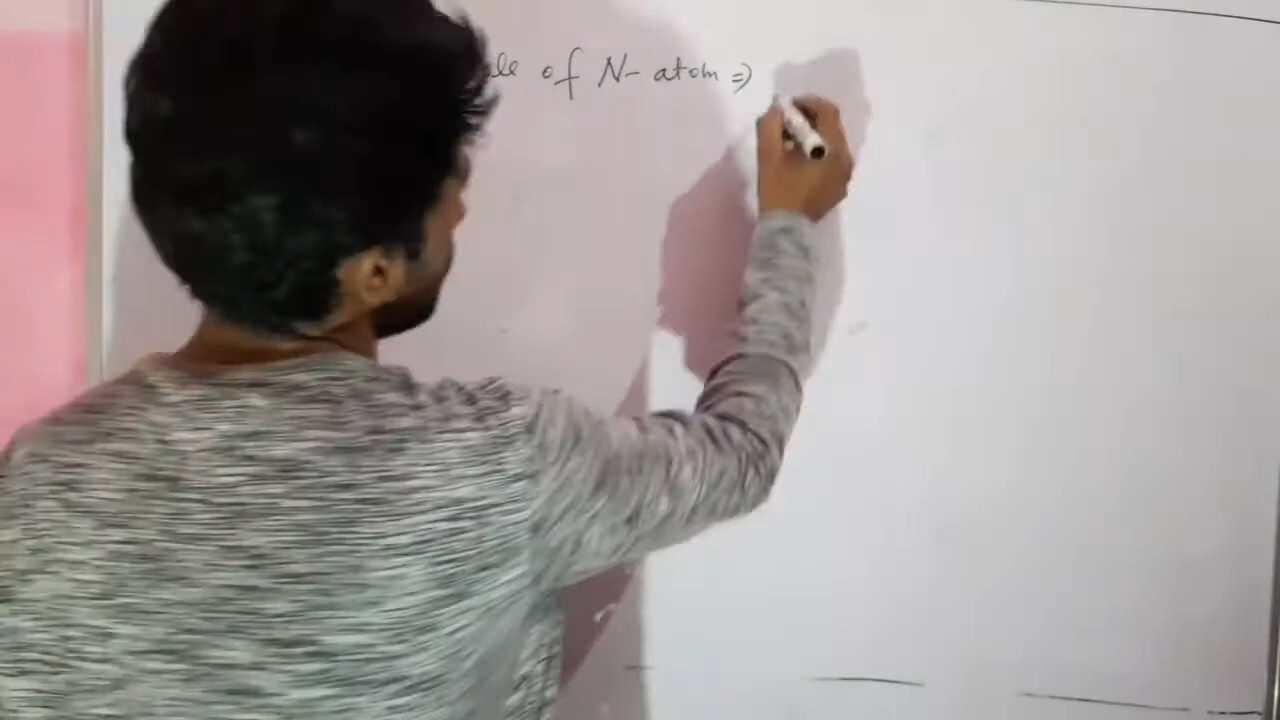 of N- atom ⇒